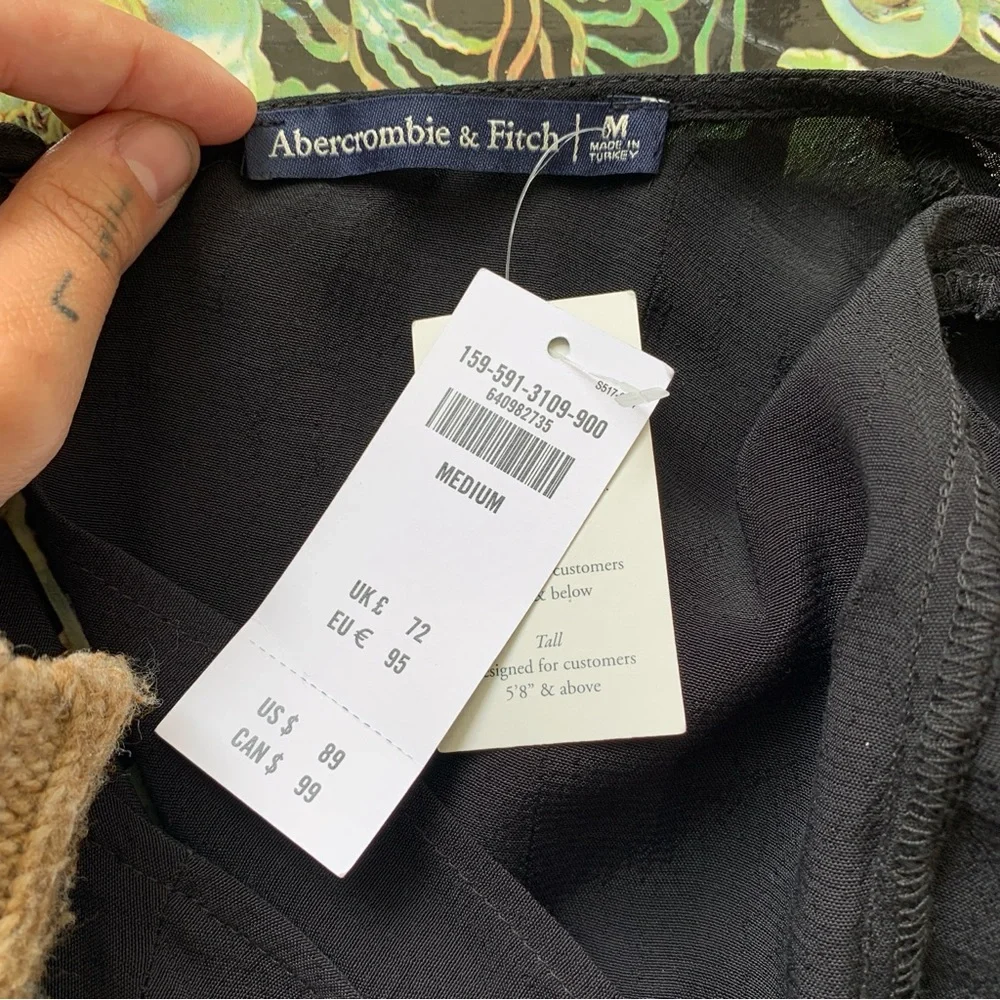 Abercrombie & Fitch | M
MADE IN
TURKEY
159-591-3109-900
640982735
MEDIUM
UK £ 72
EU € 95
US $ 89
CAN $ 99
customers
& below
Tall
designed for customers
5'8" & above